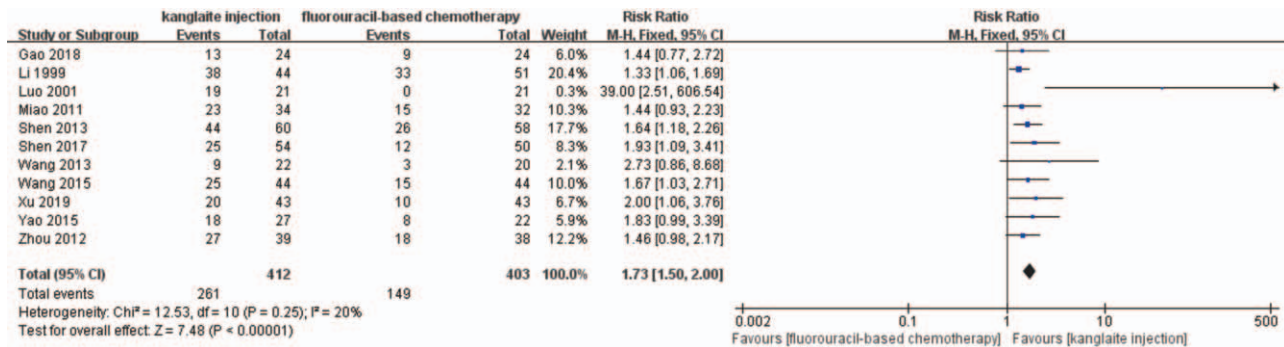 kanglaite injection fluorouracil-based chemotherapy Risk Ratio Risk Ratio
Study or Subgroup Events Total Events Total Weight M-H, Fixed, 95% CI M-H, Fixed, 95% CI
Gao 2018 13 24 9 24 6.0% 1.44 [0.77, 2.72]
Li 1999 38 44 33 51 20.4% 1.33 [1.06, 1.69]
Luo 2001 19 21 0 21 0.3% 39.00 [2.51, 606.54]
Miao 2011 23 34 15 32 10.3% 1.44 [0.93, 2.23]
Shen 2013 44 60 26 58 17.7% 1.64 [1.18, 2.26]
Shen 2017 25 54 12 50 8.3% 1.93 [1.09, 3.41]
Wang 2013 9 22 3 20 2.1% 2.73 [0.86, 8.68]
Wang 2015 25 44 15 44 10.0% 1.67 [1.03, 2.71]
Xu 2019 20 43 10 43 6.7% 2.00 [1.06, 3.76]
Yao 2015 18 27 8 22 5.9% 1.83 [0.99, 3.39]
Zhou 2012 27 39 18 38 12.2% 1.46 [0.98, 2.17]
Total (95% CI) 412 403 100.0% 1.73 [1.50, 2.00]
Total events 261 149
Heterogeneity: Chi² = 12.53, df = 10 (P = 0.25); I² = 20%
Test for overall effect: Z = 7.48 (P < 0.00001)
0.002 0.1 1 10 500
Favours [fluorouracil-based chemotherapy] Favours [kanglaite injection]